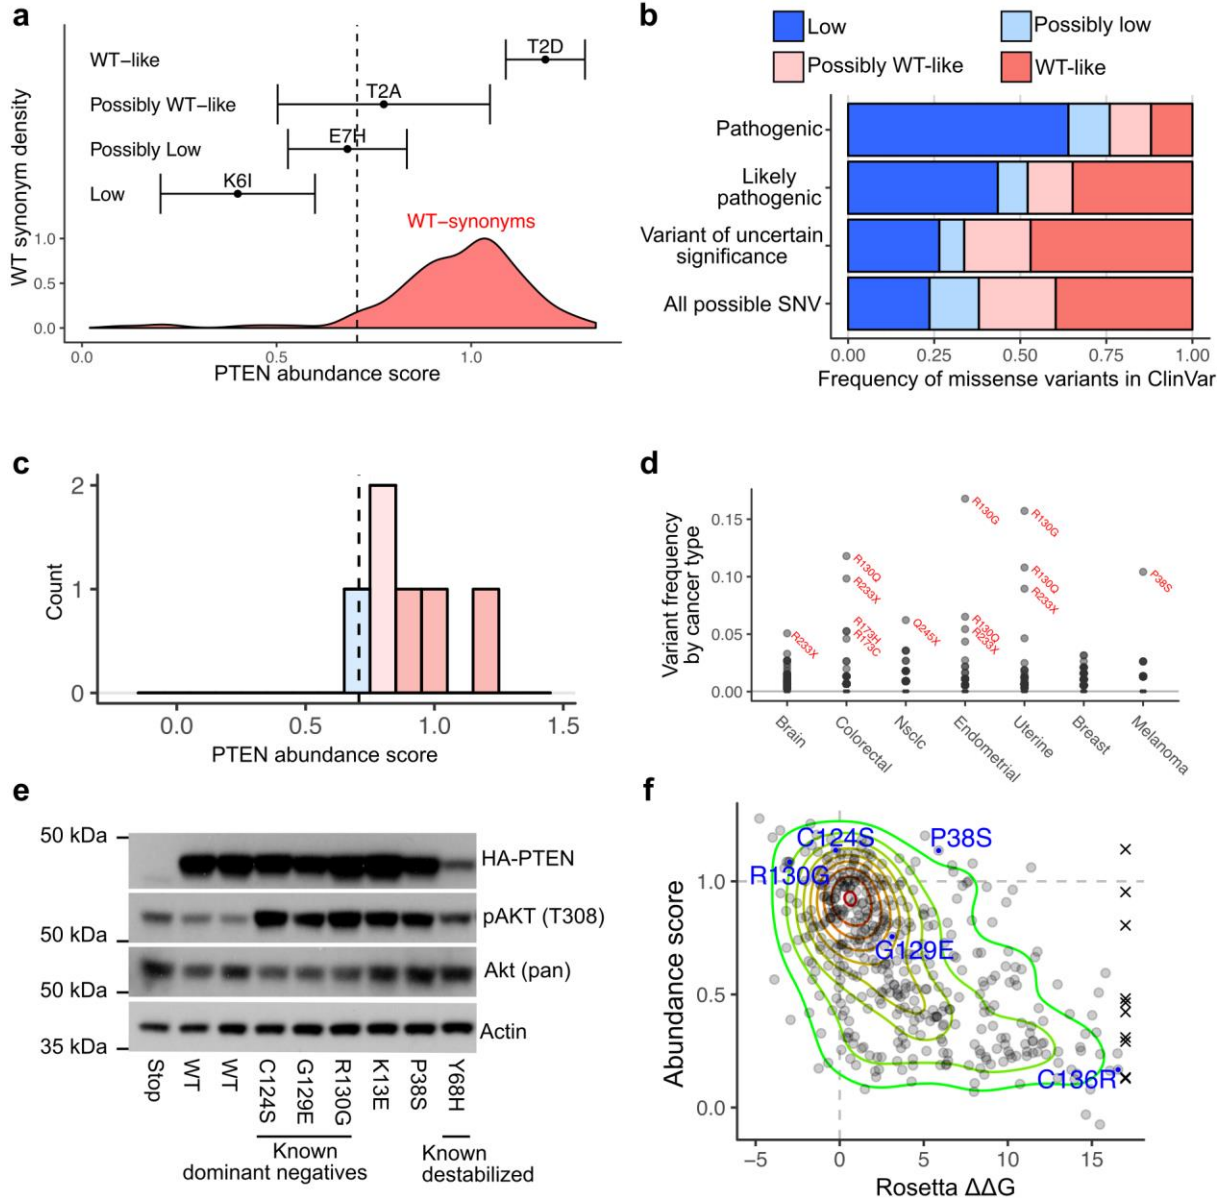 a
WT synonym density
WT−like
Possibly WT−like
Possibly Low
Low
T2D
T2A
E7H
K6I
WT−synonyms
1.0
0.5
0.0
0.0
0.5
1.0
PTEN abundance score
b
Low
Possibly low
Possibly WT-like
WT-like
Pathogenic
Likely
pathogenic
Variant of uncertain
significance
All possible SNV
0.00
0.25
0.50
0.75
1.00
Frequency of missense variants in ClinVar
c
Count
2
1
0
0.0
0.5
1.0
1.5
PTEN abundance score
d
Variant frequency
by cancer type
0.15
0.10
0.05
0.00
R233X
R130Q
R233X
R173H
R173C
Q245X
R130G
R130Q
R233X
R130G
R130Q
R233X
P38S
Brain
Colorectal
Nsclc
Endometrial
Uterine
Breast
Melanoma
e
50 kDa
50 kDa
50 kDa
35 kDa
HA-PTEN
pAKT (T308)
Akt (pan)
Actin
Stop
WT
WT
C124S
G129E
R130G
K13E
P38S
Y68H
Known
dominant negatives
Known
destabilized
f
Abundance score
1.0
0.5
0.0
C124S
P38S
R130G
G129E
C136R
−5
0
5
10
15
Rosetta ΔΔG